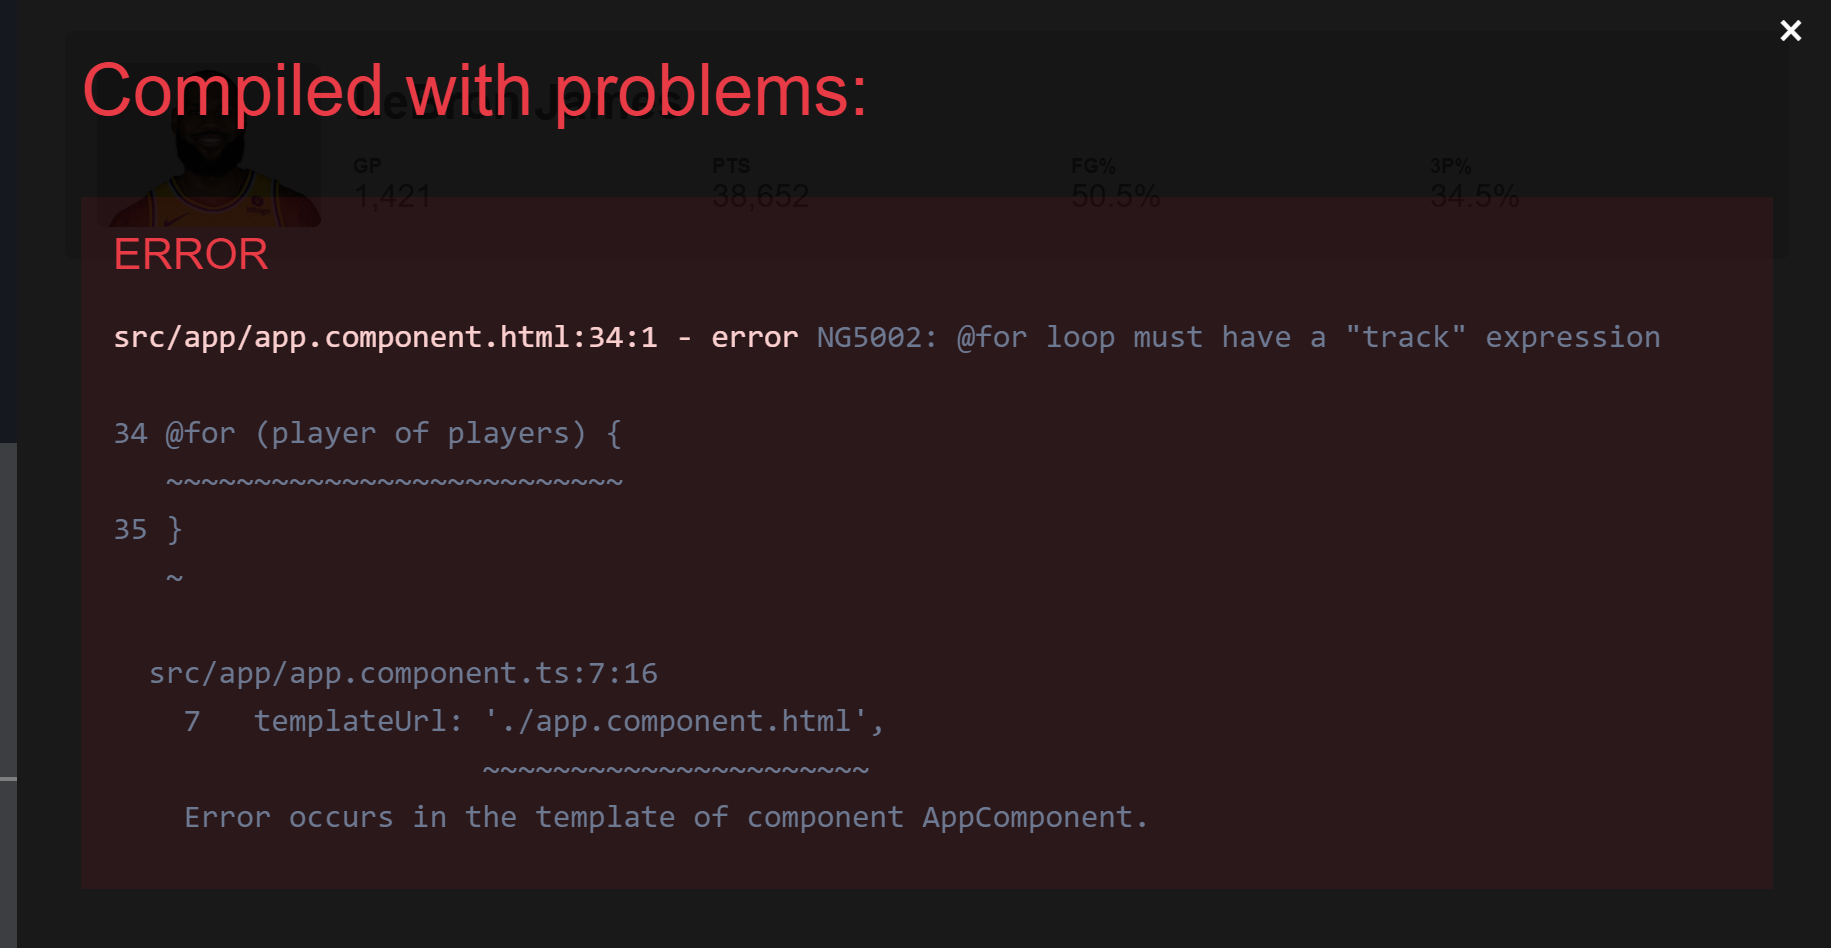 ×
Compiled with problems:
LeBron James
GP PTS FG% 3P%
1,421 38,652 50.5% 34.5%
ERROR
src/app/app.component.html:34:1 - error NG5002: @for loop must have a "track" expression
34 @for (player of players) {
~~~~~~~~~~~~~~~~~~~~~~~~~~
35 }
~
src/app/app.component.ts:7:16
7   templateUrl: './app.component.html',
~~~~~~~~~~~~~~~~~~~~~~
Error occurs in the template of component AppComponent.